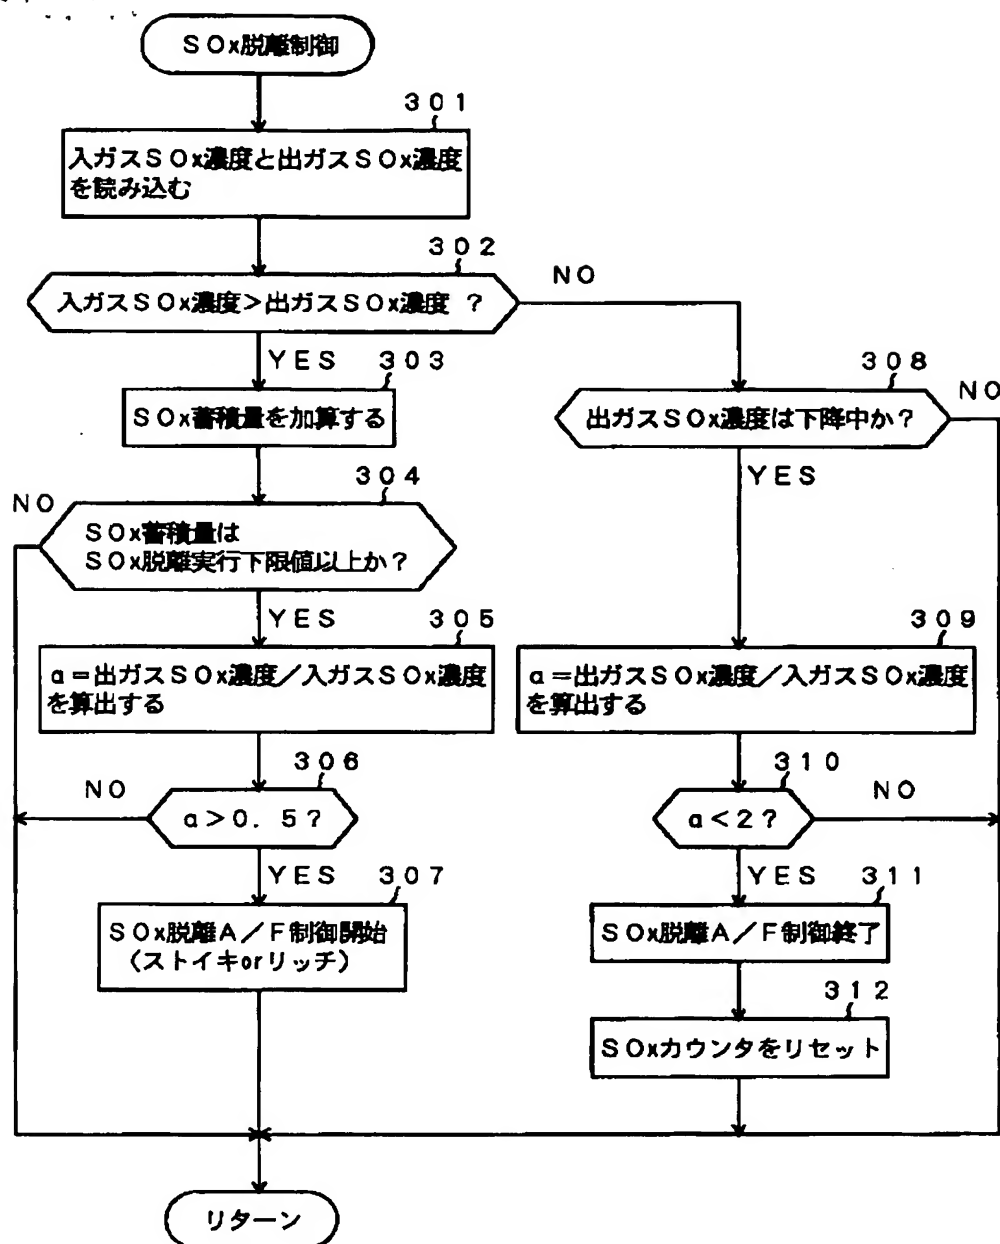 SOx脱離制御
301
入ガスSOx濃度と出ガスSOx濃度
を読み込む
302
入ガスSOx濃度>出ガスSOx濃度 ?
NO
YES
303
SOx蓄積量を加算する
308
出ガスSOx濃度は下降中か?
NO
YES
304
SOx蓄積量は
SOx脱離実行下限値以上か?
NO
YES
305
α=出ガスSOx濃度/入ガスSOx濃度
を算出する
309
α=出ガスSOx濃度/入ガスSOx濃度
を算出する
306
α>0.5?
NO
YES
310
α<2?
NO
YES
307
SOx脱離A/F制御開始
(ストイキorリッチ)
311
SOx脱離A/F制御終了
312
SOxカウンタをリセット
リターン